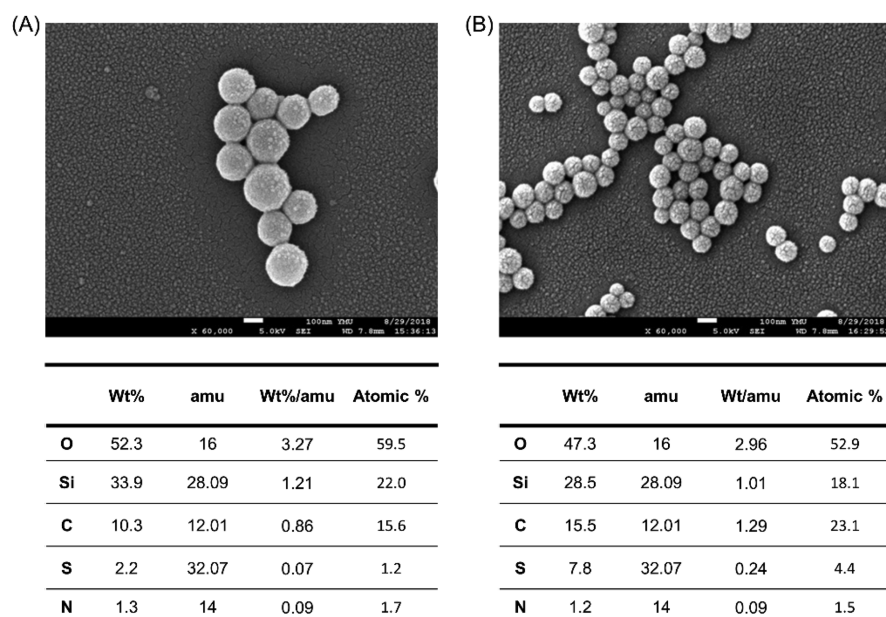 (A)
(B)
100nm YMU 8/29/2018
X 60,000 5.0kV SEI WD 7.8mm 15:36:13
100nm YMU 8/29/2018
X 60,000 5.0kV SEI WD 7.8mm
Wt% amu Wt%/amu Atomic %
O 52.3 16 3.27 59.5
Si 33.9 28.09 1.21 22.0
C 10.3 12.01 0.86 15.6
S 2.2 32.07 0.07 1.2
N 1.3 14 0.09 1.7
Wt% amu Wt/amu Atomic %
O 47.3 16 2.96 52.9
Si 28.5 28.09 1.01 18.1
C 15.5 12.01 1.29 23.1
S 7.8 32.07 0.24 4.4
N 1.2 14 0.09 1.5